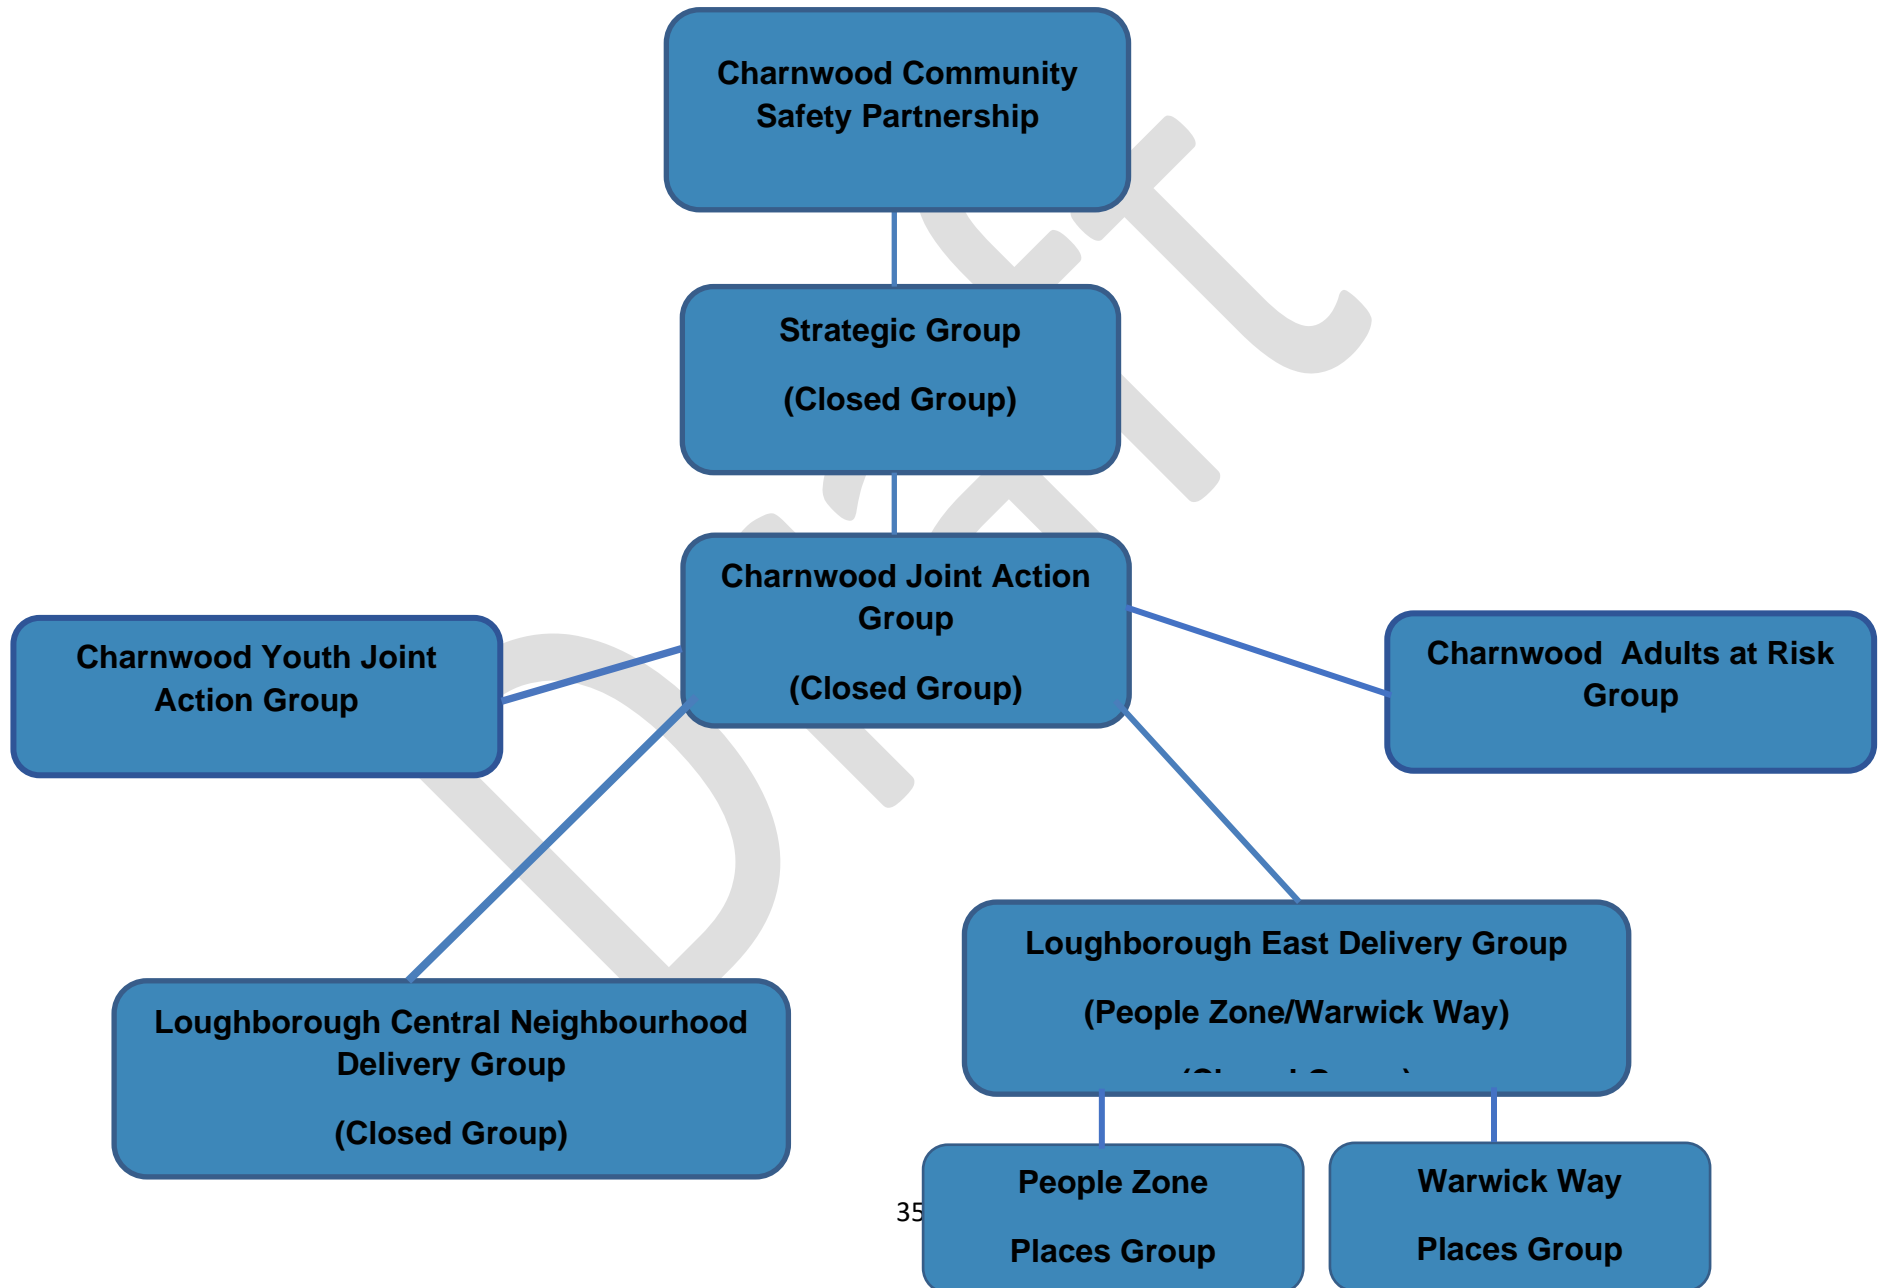 Charnwood Community
Safety Partnership
Strategic Group
(Closed Group)
Charnwood Joint Action
Group
(Closed Group)
Charnwood Youth Joint
Action Group
Charnwood  Adults at Risk
Group
Loughborough East Delivery Group
(People Zone/Warwick Way)
(Closed Group)
Loughborough Central Neighbourhood
Delivery Group
(Closed Group)
People Zone
Places Group
Warwick Way
Places Group
35
Draft